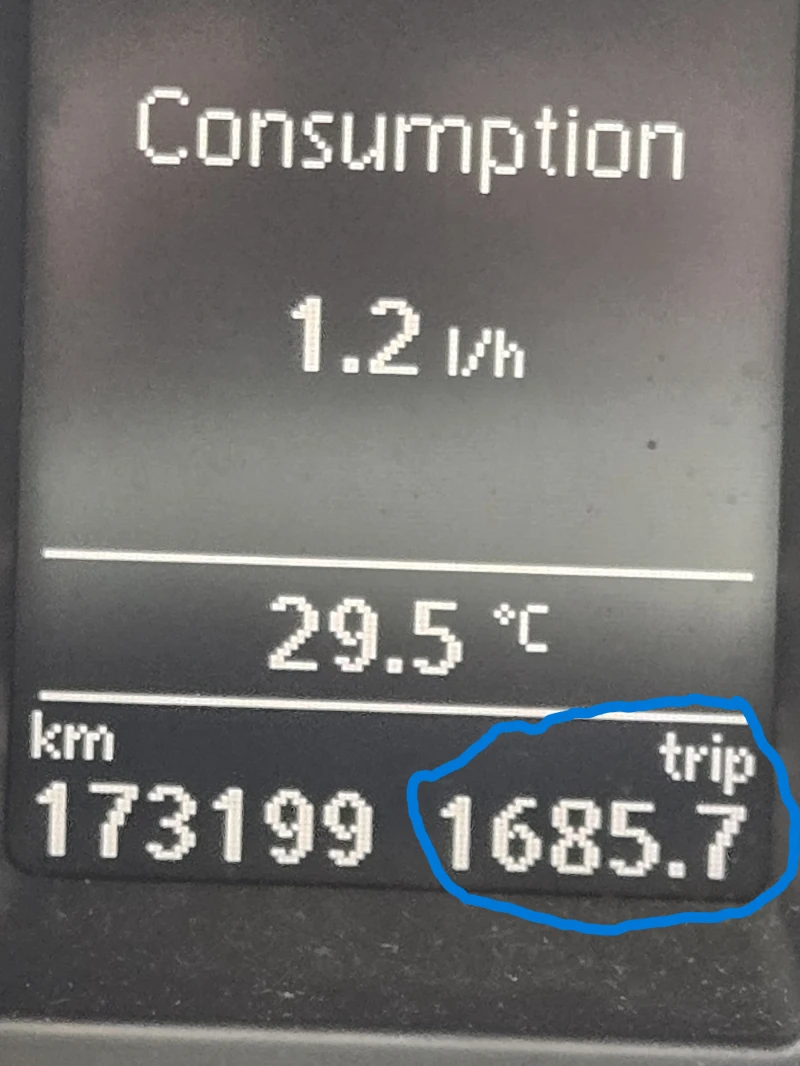 Consumption
1.2 l/h
29.5 °C
km trip
173199 1685.7